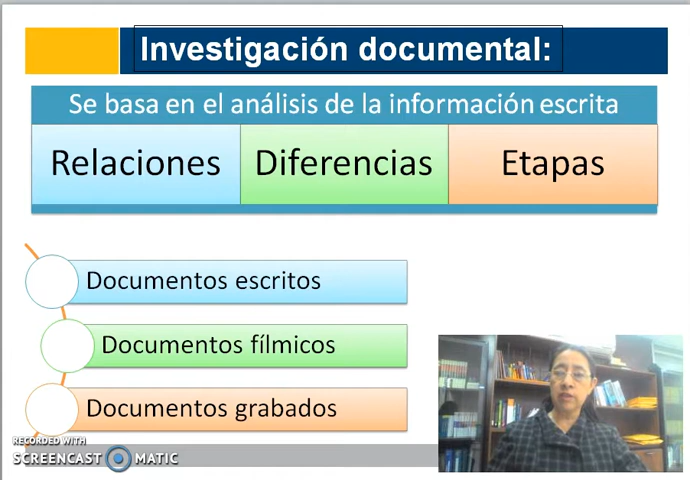 Investigación documental:
Se basa en el análisis de la información escrita
Relaciones Diferencias Etapas
Documentos escritos
Documentos fílmicos
Documentos grabados
RECORDED WITH
SCREENCAST MATIC